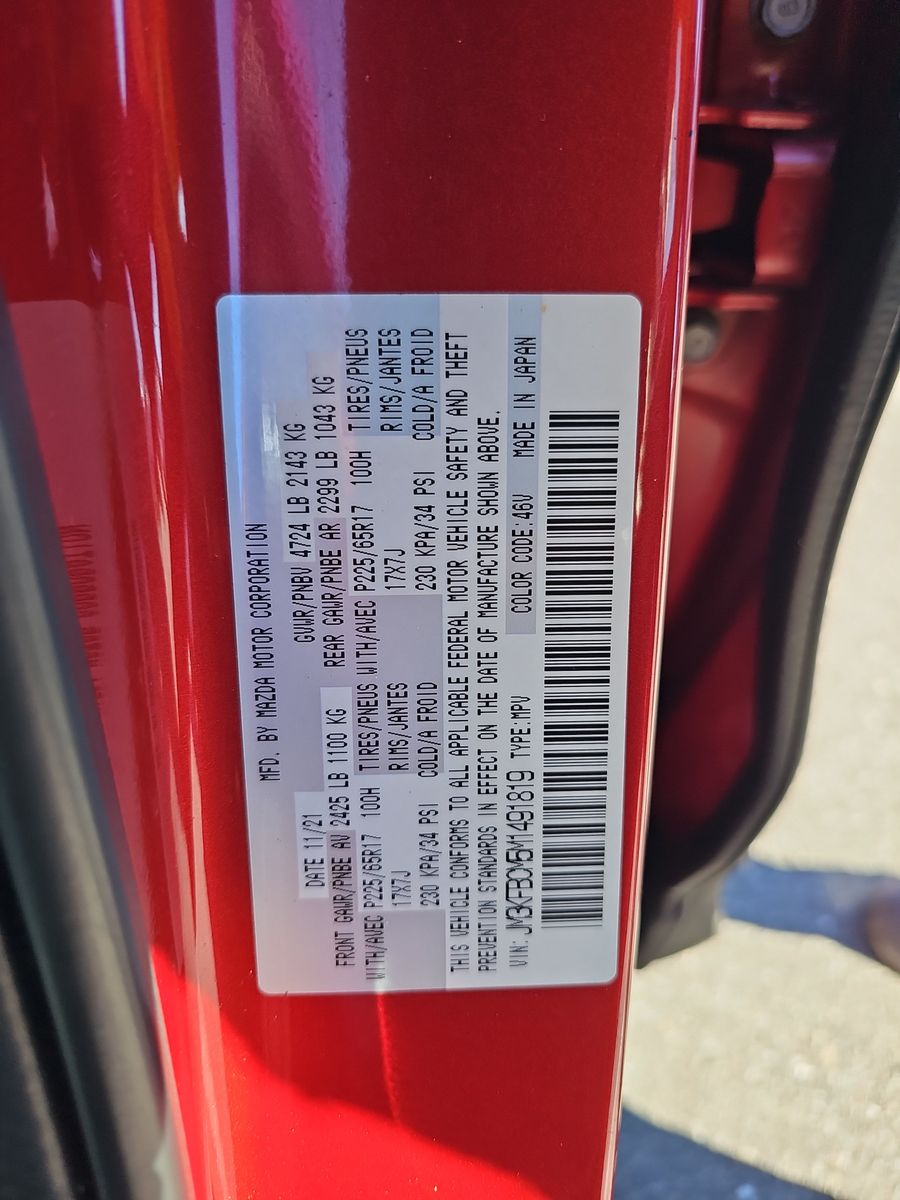 MFD. BY MAZDA MOTOR CORPORATION
DATE 11/21 GVWR/PNBV 4724 LB 2143 KG
FRONT GAWR/PNBE AV 2425 LB 1100 KG REAR GAWR/PNBE AR 2299 LB 1043 KG
WITH/AVEC P225/65R17 100H TIRES/PNEUS WITH/AVEC P225/65R17 100H TIRES/PNEUS
17X7J RIMS/JANTES 17X7J RIMS/JANTES
230 KPA/34 PSI COLD/A FROID 230 KPA/34 PSI COLD/A FROID
THIS VEHICLE CONFORMS TO ALL APPLICABLE FEDERAL MOTOR VEHICLE SAFETY AND THEFT
PREVENTION STANDARDS IN EFFECT ON THE DATE OF MANUFACTURE SHOWN ABOVE.
VIN: JM3KFBCM5M1491819 TYPE:MPV COLOR CODE:46V MADE IN JAPAN